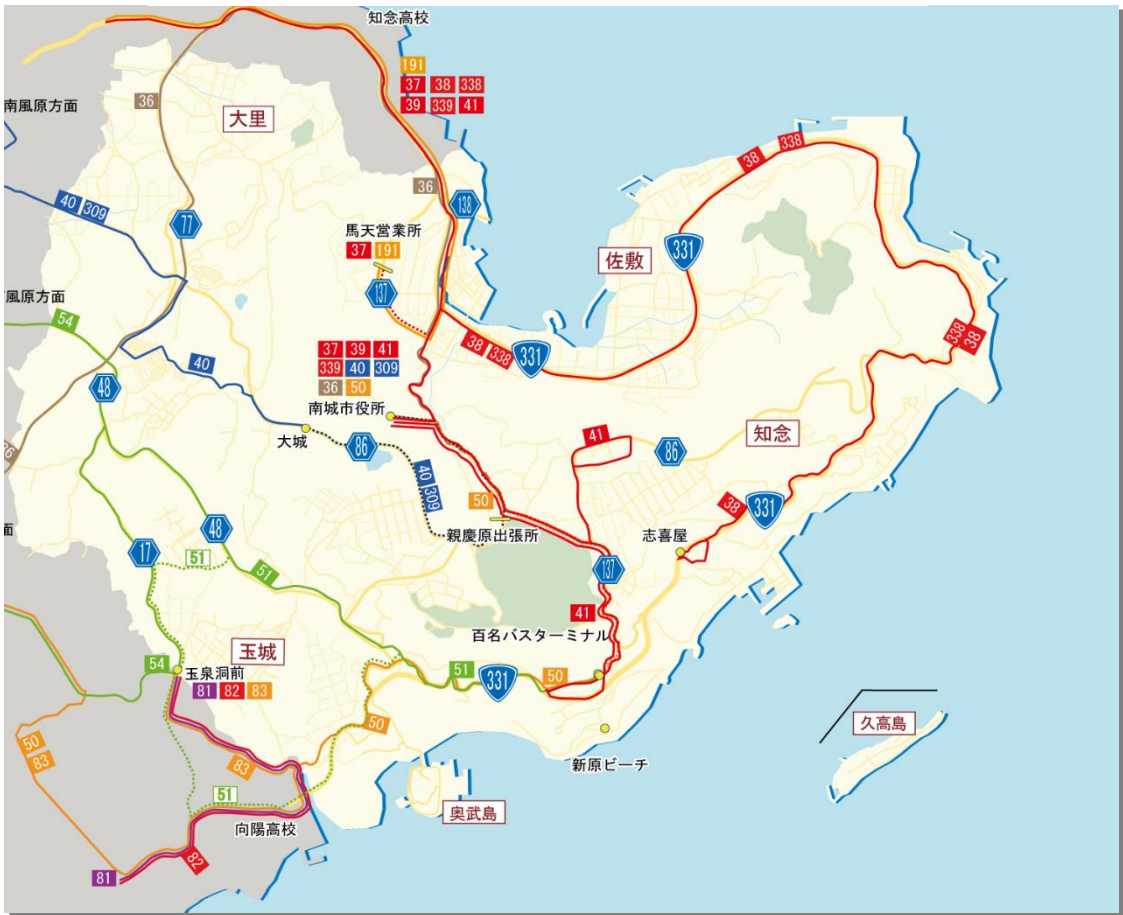 知念高校
191
37 38 338
39 339 41
南風原方面
36
大里
36
138
38 338
40 309
77
馬天営業所
37 191
佐敷
331
137
風原方面
54
338 38
38 338
331
37 39 41
339 40 309
36 50
48
40
南城市役所
大城
86
41
86
知念
36
40 309
50
38
331
面
48
親慶原出張所
志喜屋
17
51
51
137
41
百名バスターミナル
玉城
54
玉泉洞前
81 82 83
51
331
50
久高島
50
83
50
83
新原ビーチ
51
奥武島
向陽高校
82
81